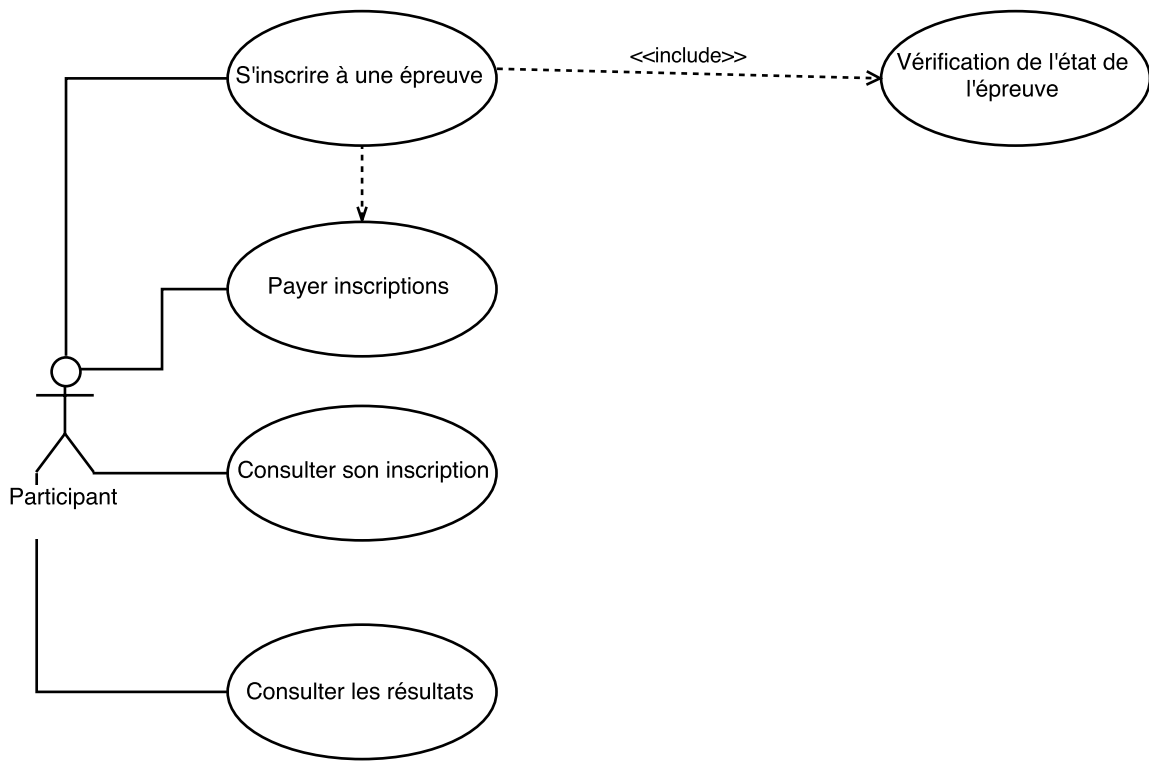 S'inscrire à une épreuve
<<include>>
Vérification de l'état de
l'épreuve
Payer inscriptions
Consulter son inscription
Participant
Consulter les résultats